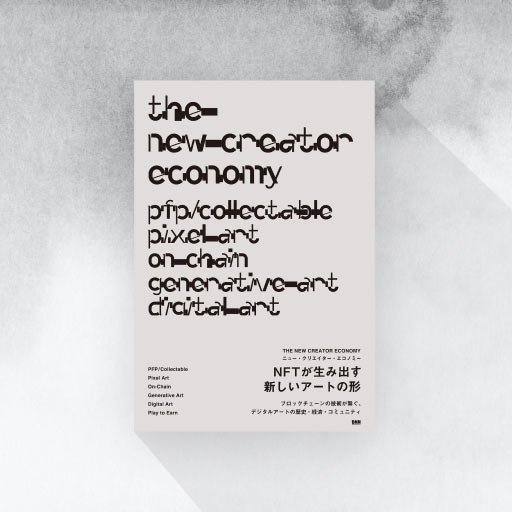 the-
new-creator
economy
pfp/collectable
pixel-art
on-chain
generative-art
digital-art
THE NEW CREATOR ECONOMY
ニュー・クリエイター・エコノミー
NFTが生み出す
新しいアートの形
PFP/Collectable
Pixel Art
On-Chain
Generative Art
Digital Art
Play to Earn
ブロックチェーンの技術が築く、
デジタルアートの歴史・経済・コミュニティ
BNN